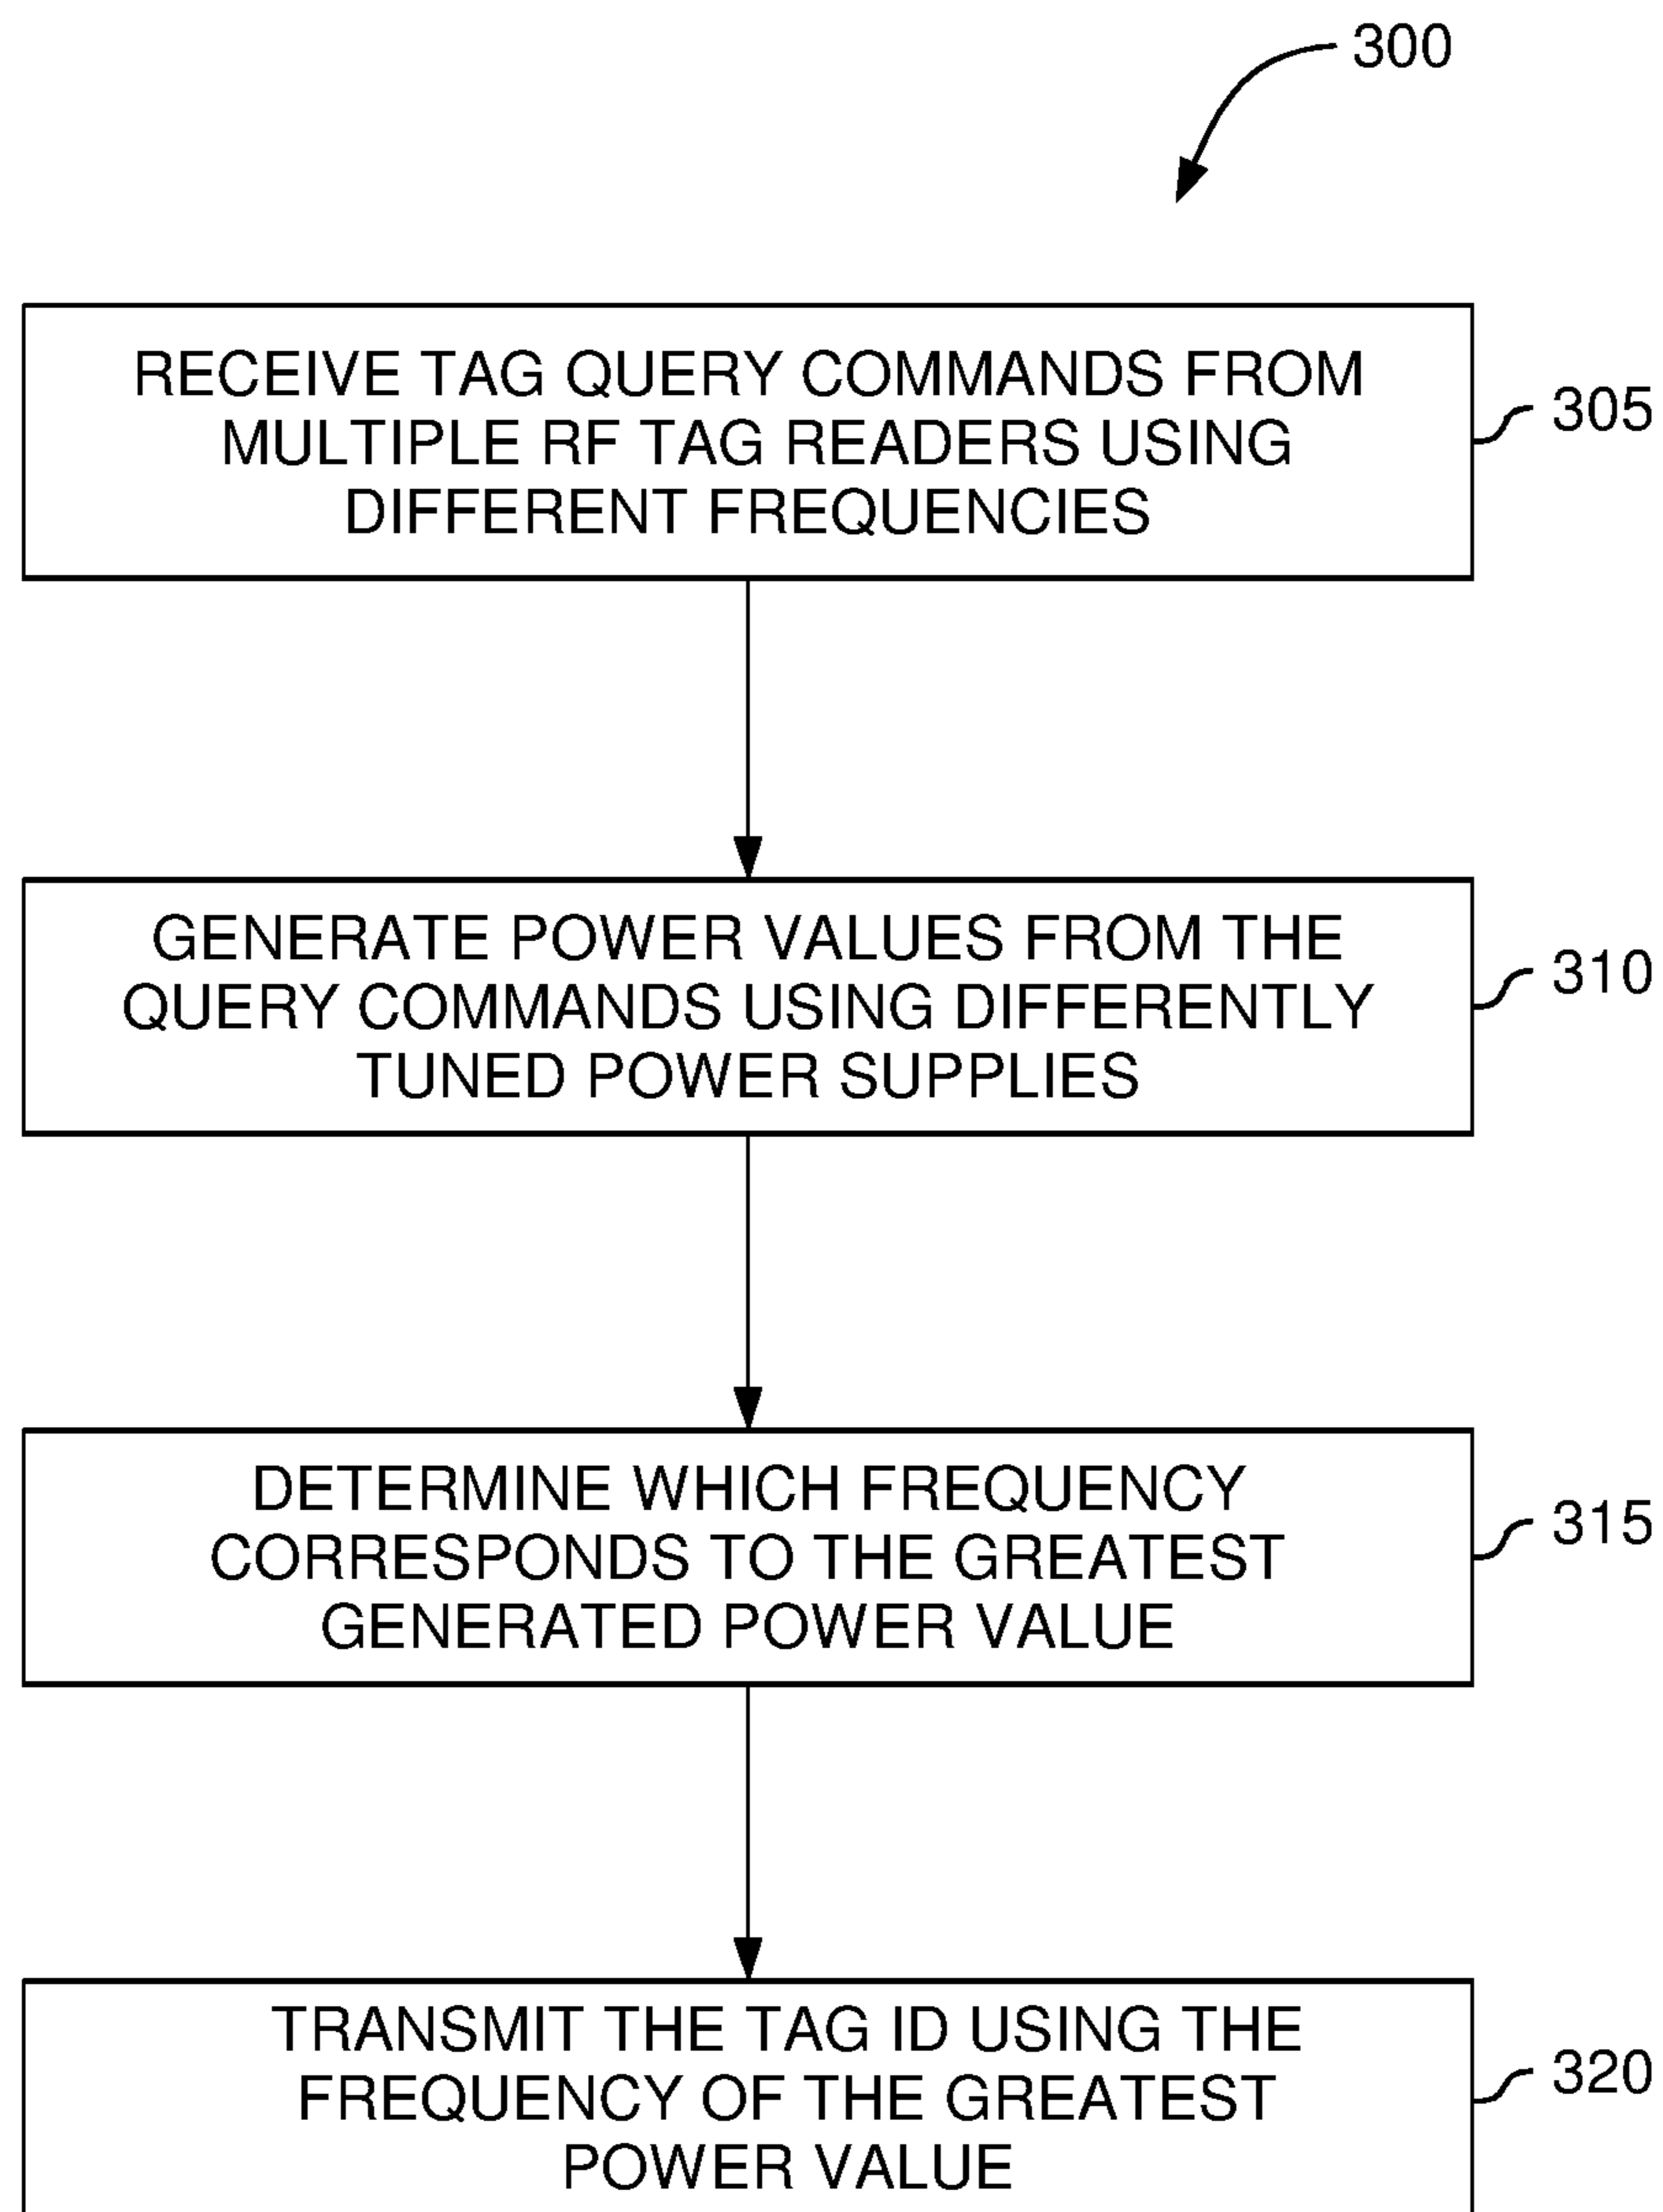 300
RECEIVE TAG QUERY COMMANDS FROM
MULTIPLE RF TAG READERS USING
DIFFERENT FREQUENCIES
305
GENERATE POWER VALUES FROM THE
QUERY COMMANDS USING DIFFERENTLY
TUNED POWER SUPPLIES
310
DETERMINE WHICH FREQUENCY
CORRESPONDS TO THE GREATEST
GENERATED POWER VALUE
315
TRANSMIT THE TAG ID USING THE
FREQUENCY OF THE GREATEST
POWER VALUE
320